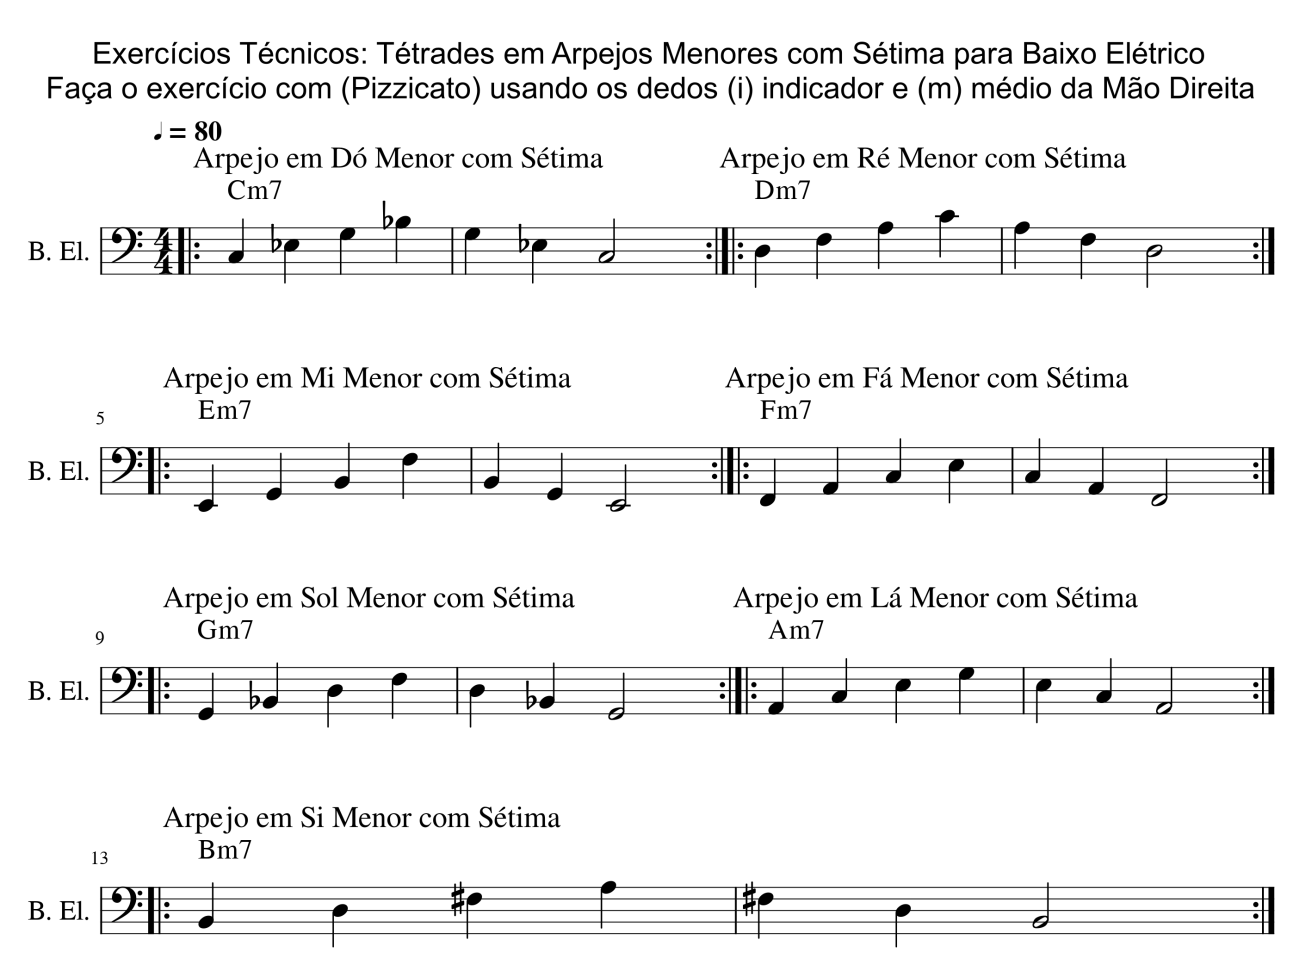 Exercícios Técnicos: Tétrades em Arpejos Menores com Sétima para Baixo Elétrico
Faça o exercício com (Pizzicato) usando os dedos (i) indicador e (m) médio da Mão Direita
♩ = 80
Arpejo em Dó Menor com Sétima Arpejo em Ré Menor com Sétima
Cm7 Dm7
B. El. 4/4
Arpejo em Mi Menor com Sétima Arpejo em Fá Menor com Sétima
5 Em7 Fm7
B. El.
Arpejo em Sol Menor com Sétima Arpejo em Lá Menor com Sétima
9 Gm7 Am7
B. El.
Arpejo em Si Menor com Sétima
13 Bm7
B. El.